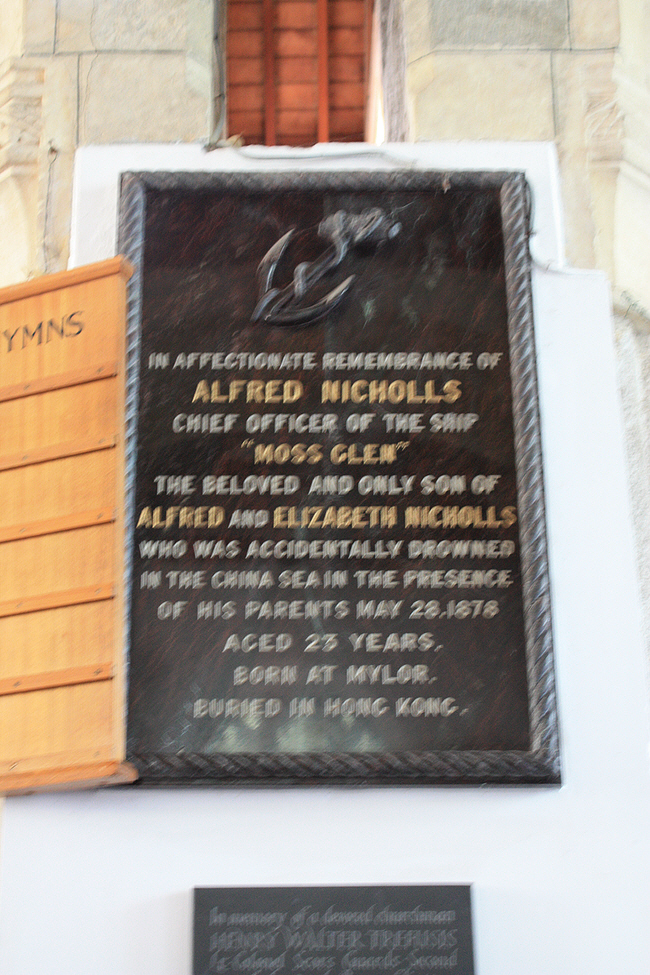 YMNS
IN AFFECTIONATE REMEMBRANCE OF
ALFRED NICHOLLS
CHIEF OFFICER OF THE SHIP
"MOSS GLEN"
THE BELOVED AND ONLY SON OF
ALFRED AND ELIZABETH NICHOLLS
WHO WAS ACCIDENTALLY DROWNED
IN THE CHINA SEA IN THE PRESENCE
OF HIS PARENTS MAY 28.1878
AGED 23 YEARS.
BORN AT MYLOR.
BURIED IN HONG KONG.
In memory of a devoted churchman
HENRY WALTER TREFUSIS
Guards Second